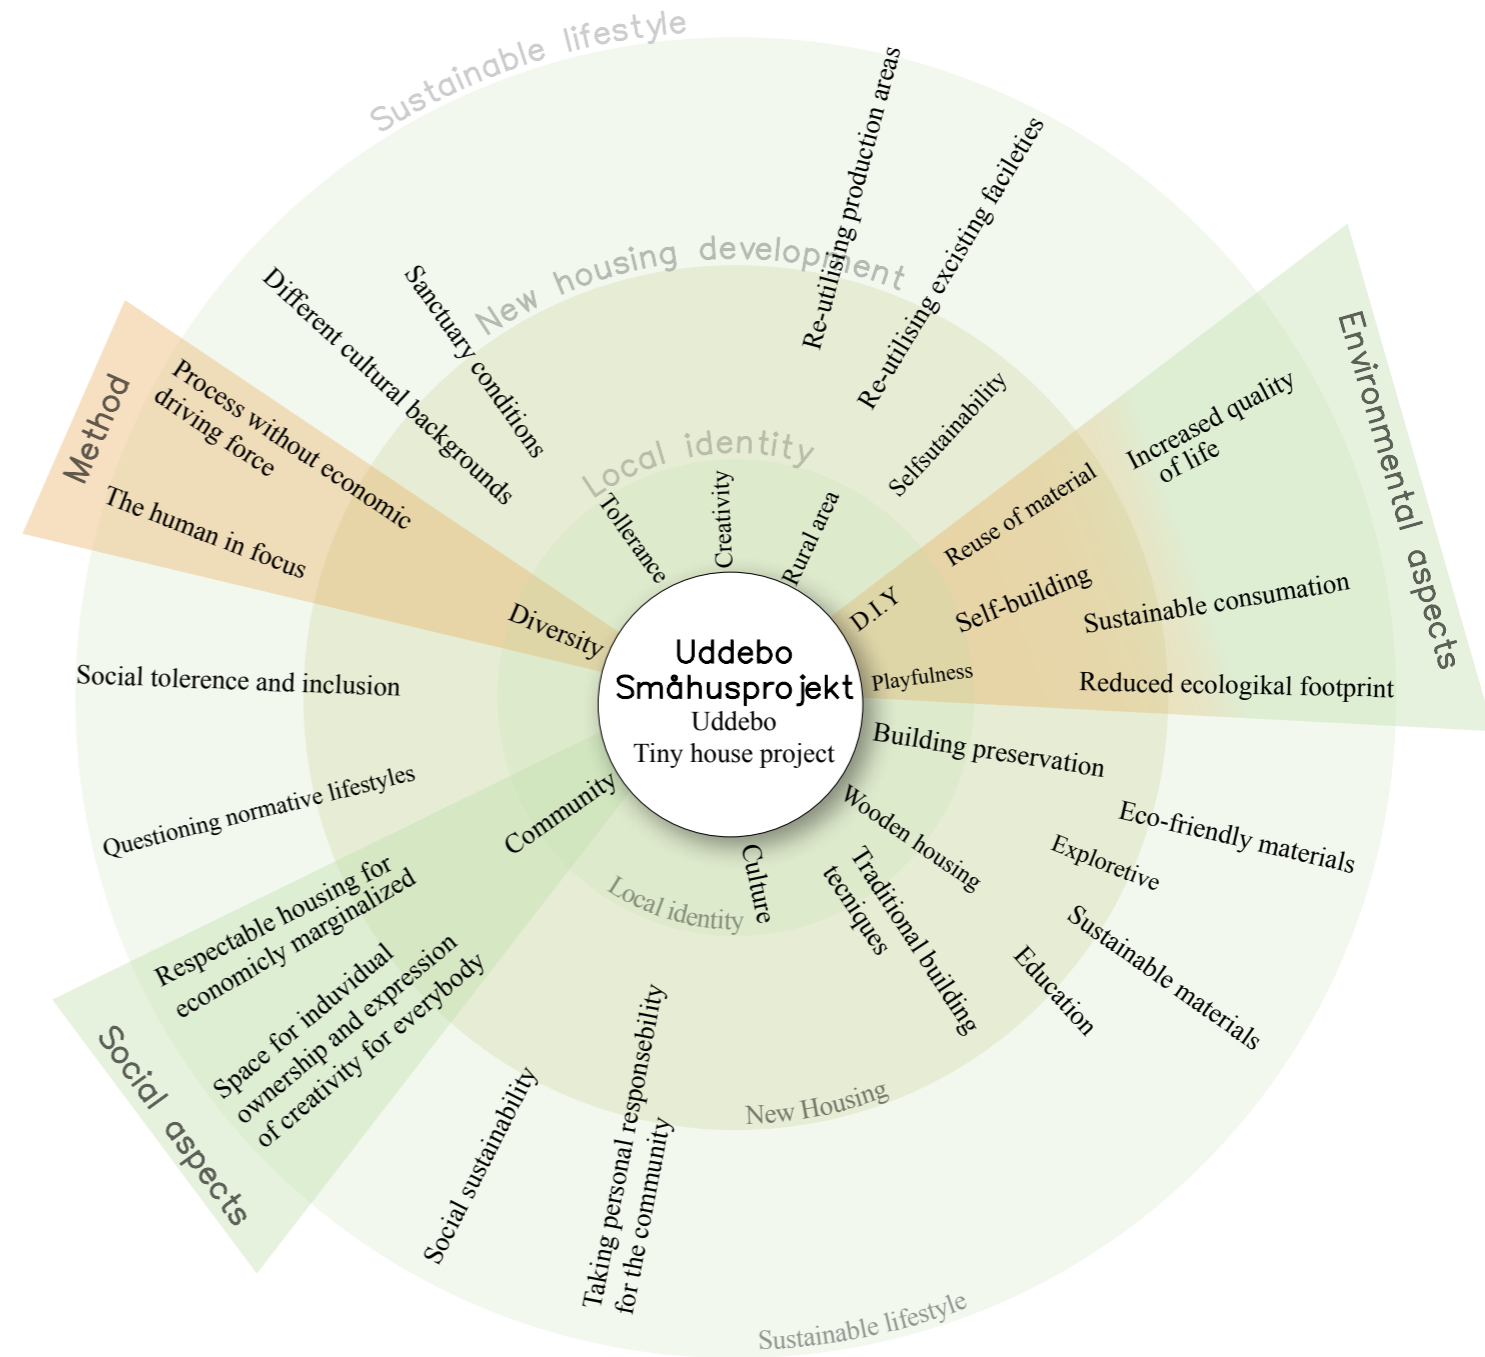 Sustainable lifestyle
New housing development
Local identity
Uddebo
Småhusprojekt
Uddebo
Tiny house project
Tollerance
Creativity
Rural area
Sanctuary conditions
Different cultural backgrounds
Re-utilising production areas
Re-utilising excisting facileties
Selfsutainability
Environmental aspects
D.I.Y
Playfulness
Reuse of material
Self-building
Increased quality
of life
Sustainable consumation
Reduced ecologikal footprint
Building preservation
Eco-friendly materials
Exploretive
Wooden housing
Sustainable materials
Education
Traditional building
tecniques
Culture
Local identity
New Housing
Sustainable lifestyle
Taking personal responsebility
for the community
Social sustainability
Social aspects
Community
Space for induvidual
ownership and expression
of creativity for everybody
Respectable housing for
economicly marginalized
Questioning normative lifestyles
Social tolerence and inclusion
Method
Diversity
The human in focus
Process without economic
driving force